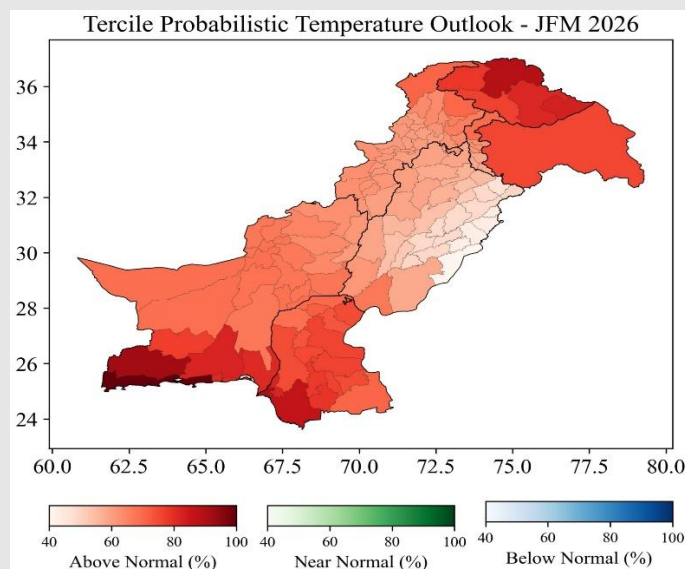 Tercile Probabilistic Temperature Outlook - JFM 2026
36
34
32
30
28
26
24
60.0 62.5 65.0 67.5 70.0 72.5 75.0 77.5 80.0
40 60 80 100 40 60 80 100 40 60 80 100
Above Normal (%) Near Normal (%) Below Normal (%)